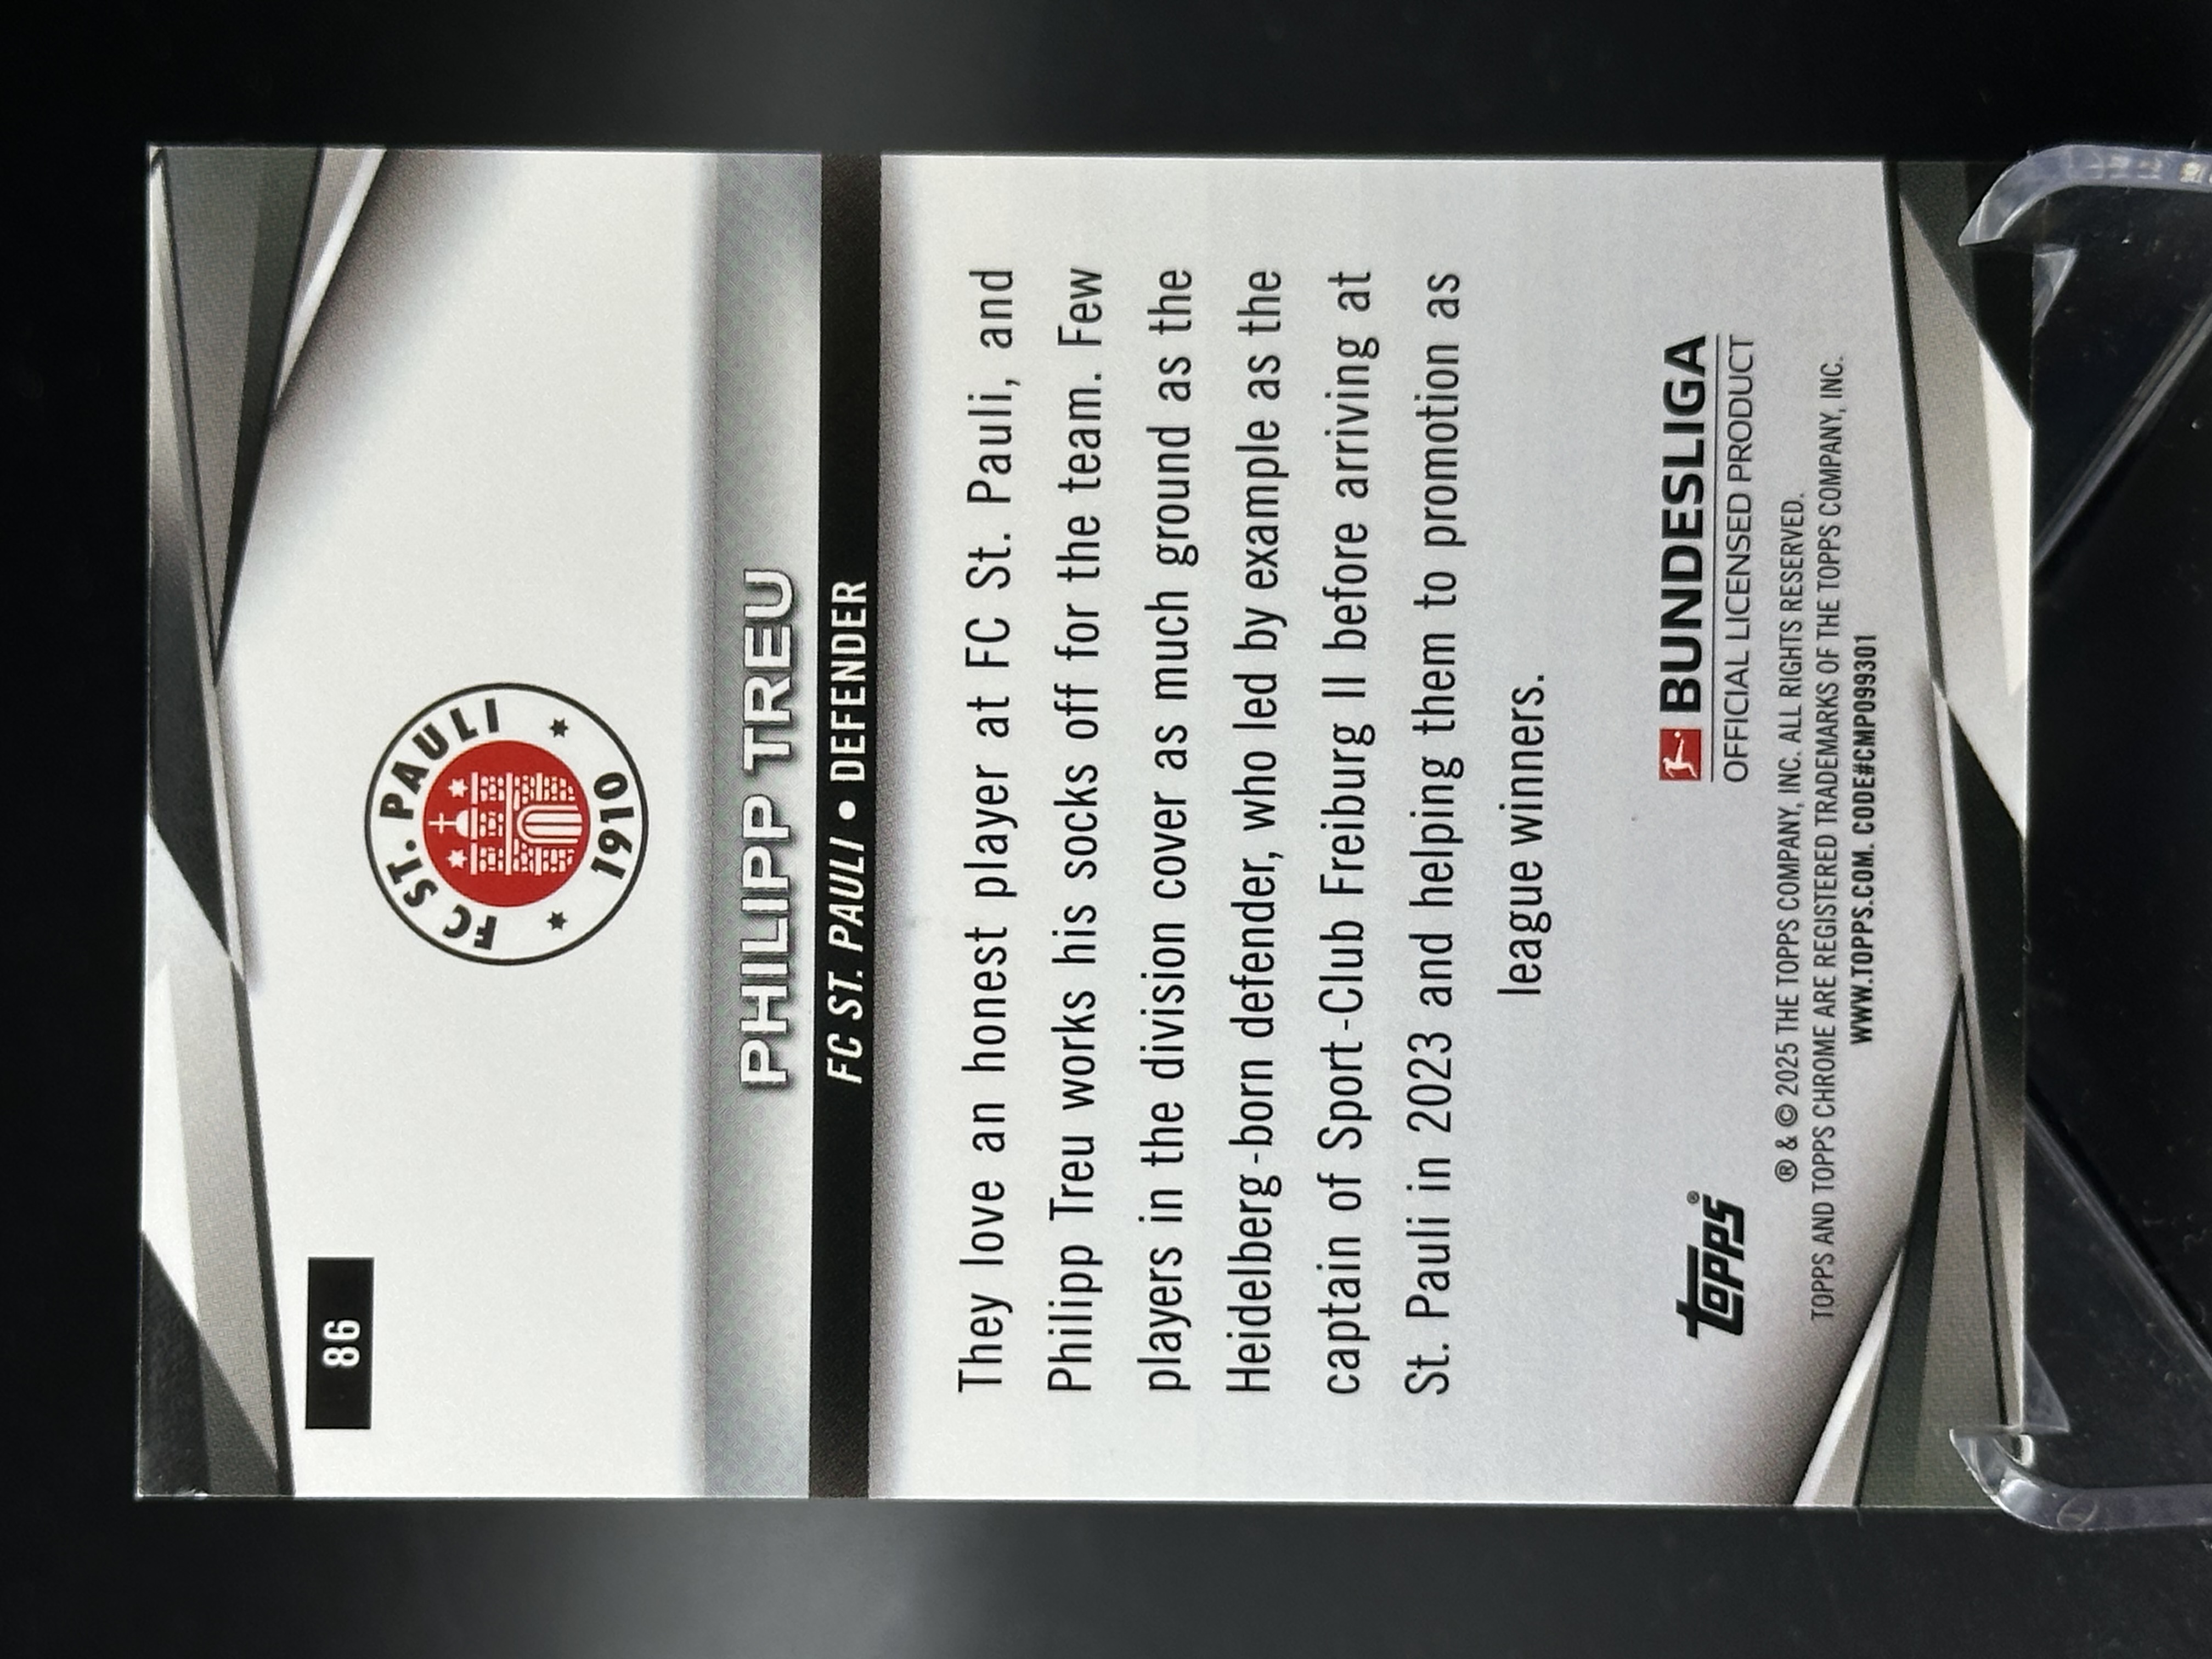 86
FC ST. PAULI
1910
PHILIPP TREU
FC ST. PAULI • DEFENDER
They love an honest player at FC St. Pauli, and
Philipp Treu works his socks off for the team. Few
players in the division cover as much ground as the
Heidelberg-born defender, who led by example as the
captain of Sport-Club Freiburg II before arriving at
St. Pauli in 2023 and helping them to promotion as
league winners.
topps®
BUNDESLIGA
OFFICIAL LICENSED PRODUCT
® & © 2025 THE TOPPS COMPANY, INC. ALL RIGHTS RESERVED.
TOPPS AND TOPPS CHROME ARE REGISTERED TRADEMARKS OF THE TOPPS COMPANY, INC.
WWW.TOPPS.COM. CODE#CMP099301